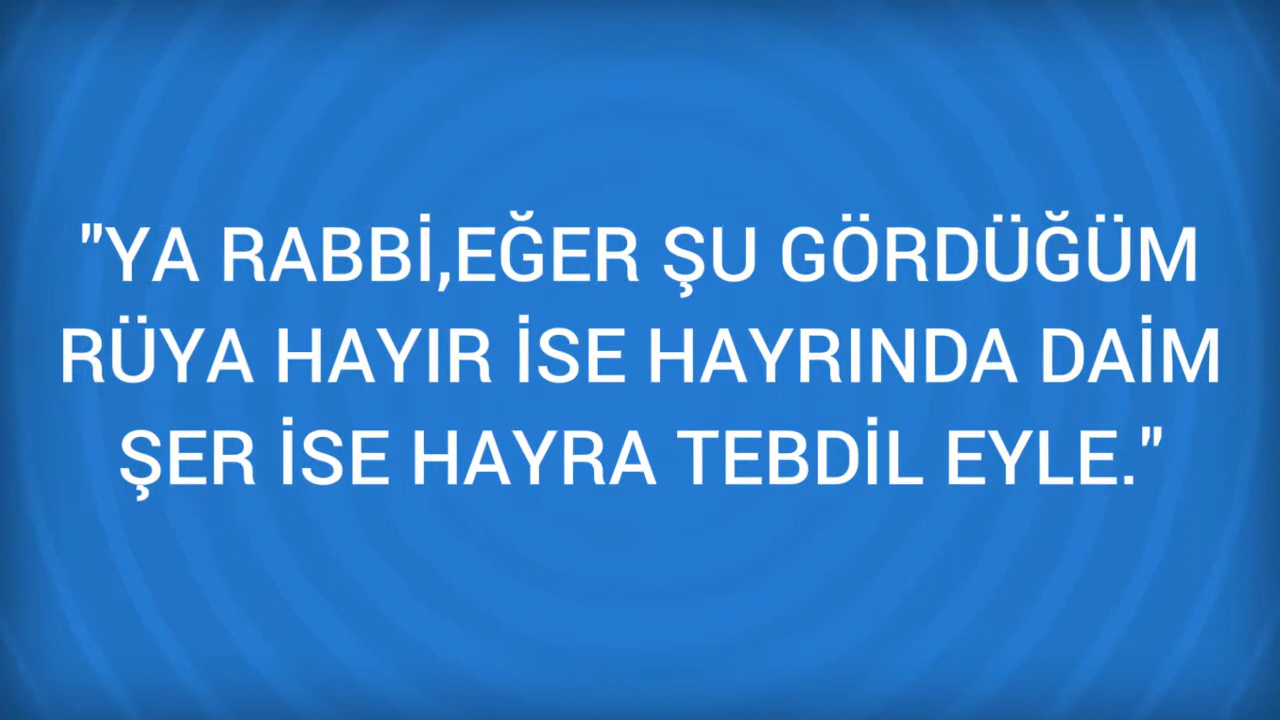 "YA RABBİ,EĞER ŞU GÖRDÜĞÜM
RÜYA HAYIR İSE HAYRINDA DAİM
ŞER İSE HAYRA TEBDİL EYLE."